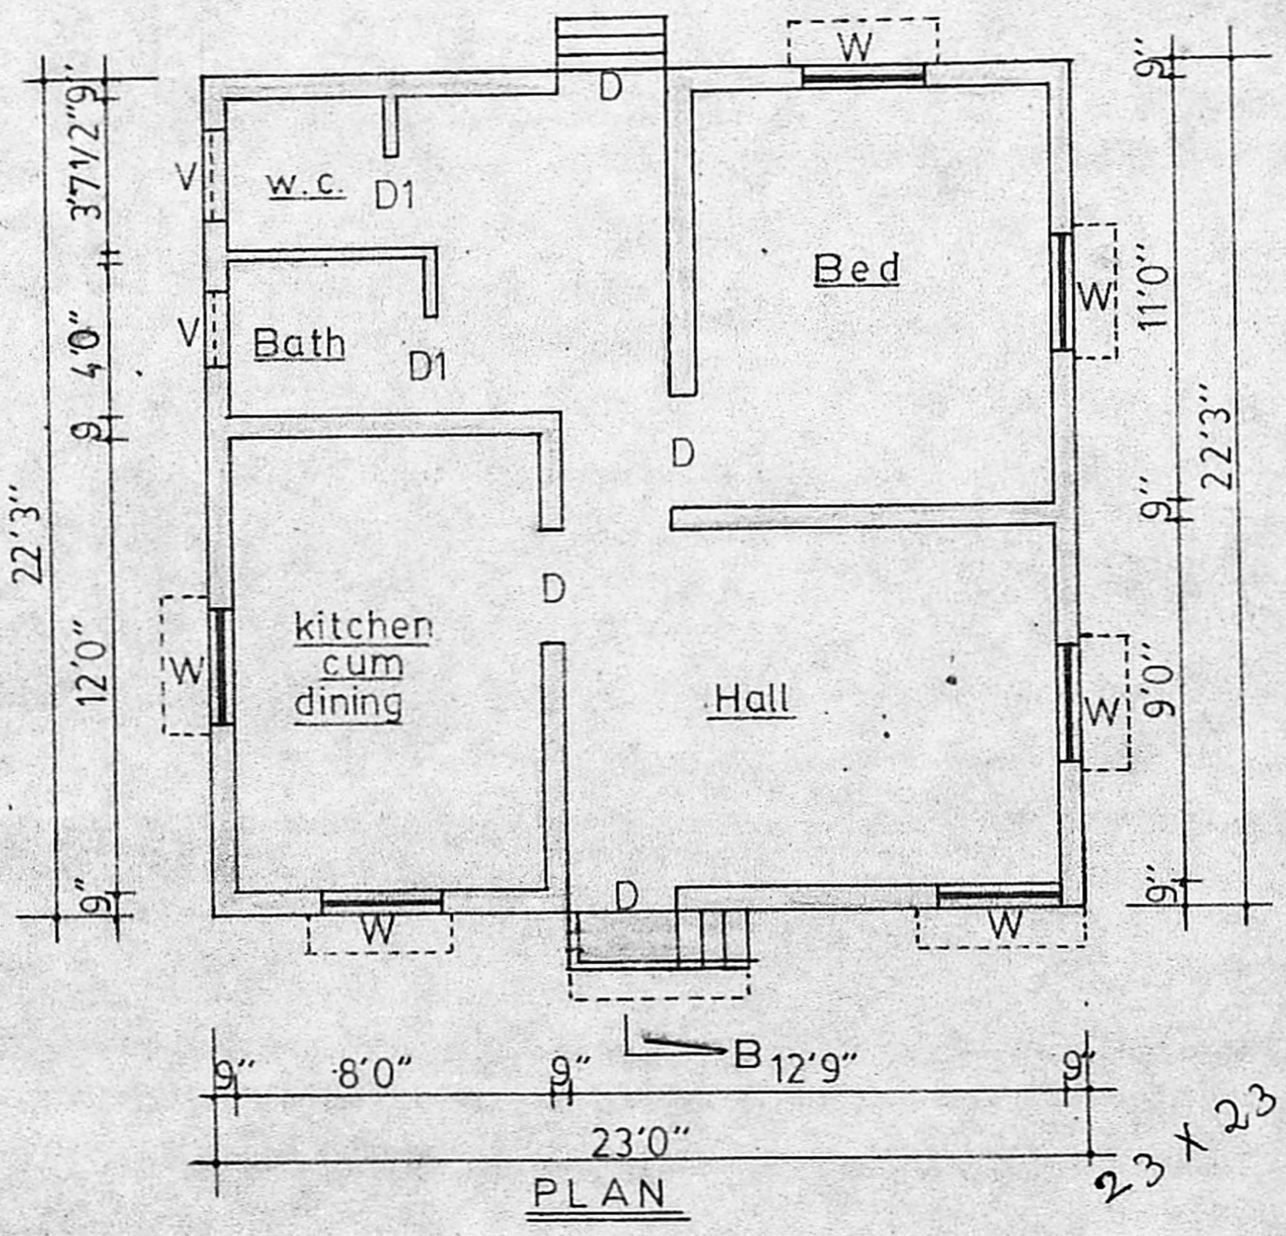 W
D
9"
9"
3'7 1/2"
V
w.c.
D1
Bed
W
11'0"
V
Bath
D1
4'0"
9
D
22'3"
9"
22'3"
D
kitchen
cum
dining
12'0"
W
Hall
W
9'0"
9"
D
9"
W
W
B
9"
8'0"
9"
12'9"
9"
23'0"
PLAN
23 x 23